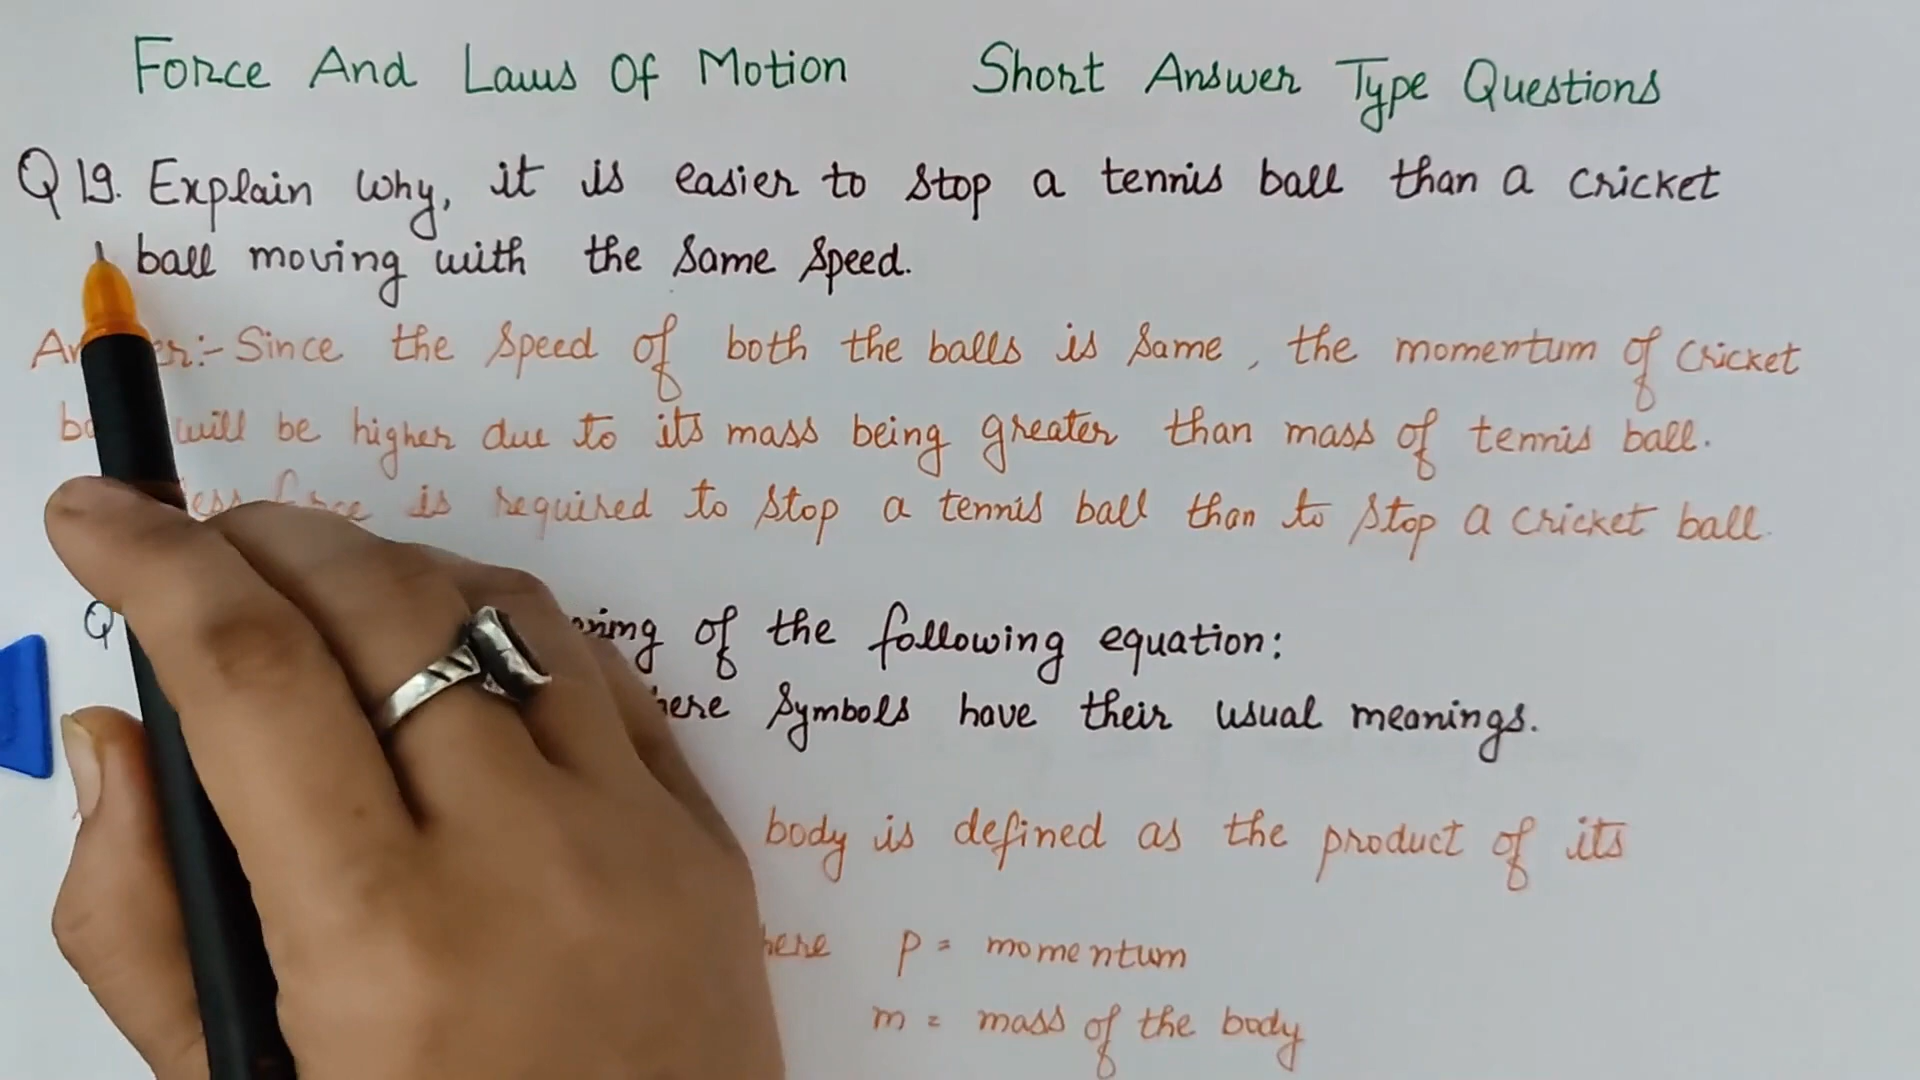 Force And Laws Of Motion Short Answer Type Questions
Q19. Explain why, it is easier to stop a tennis ball than a cricket
ball moving with the same speed.
:- Since the speed of both the balls is same, the momentum of cricket
will be higher due to its mass being greater than mass of tennis ball.
force is required to stop a tennis ball than to stop a cricket ball.
Q of the following equation:
symbols have their usual meanings.
body is defined as the product of its
p = momentum
m = mass of the body